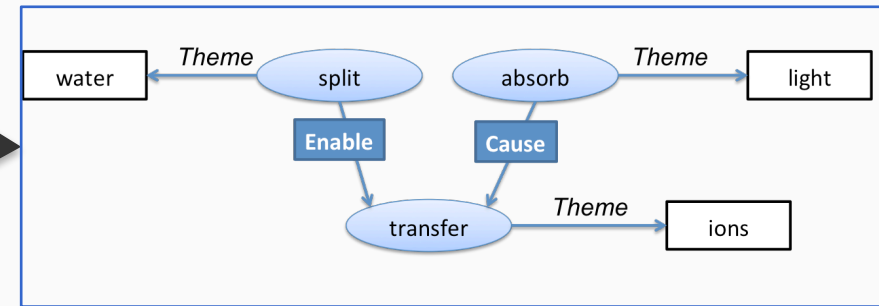 Theme
Theme
water
split
absorb
light
Enable
Cause
Theme
transfer
ions